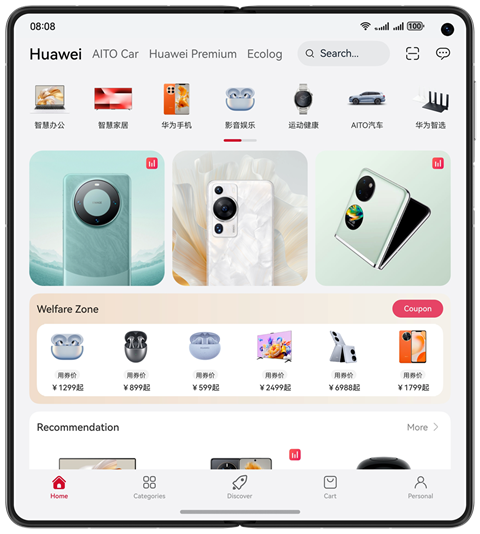 08:08
100
Huawei AITO Car Huawei Premium Ecolog Search...
智慧办公 智慧家居 华为手机 影音娱乐 运动健康 AITO汽车 华为智选
Welfare Zone Coupon
用券价 用券价 用券价 用券价 用券价 用券价
¥1299起 ¥899起 ¥599起 ¥2499起 ¥6988起 ¥1799起
Recommendation More
Home Categories Discover Cart Personal